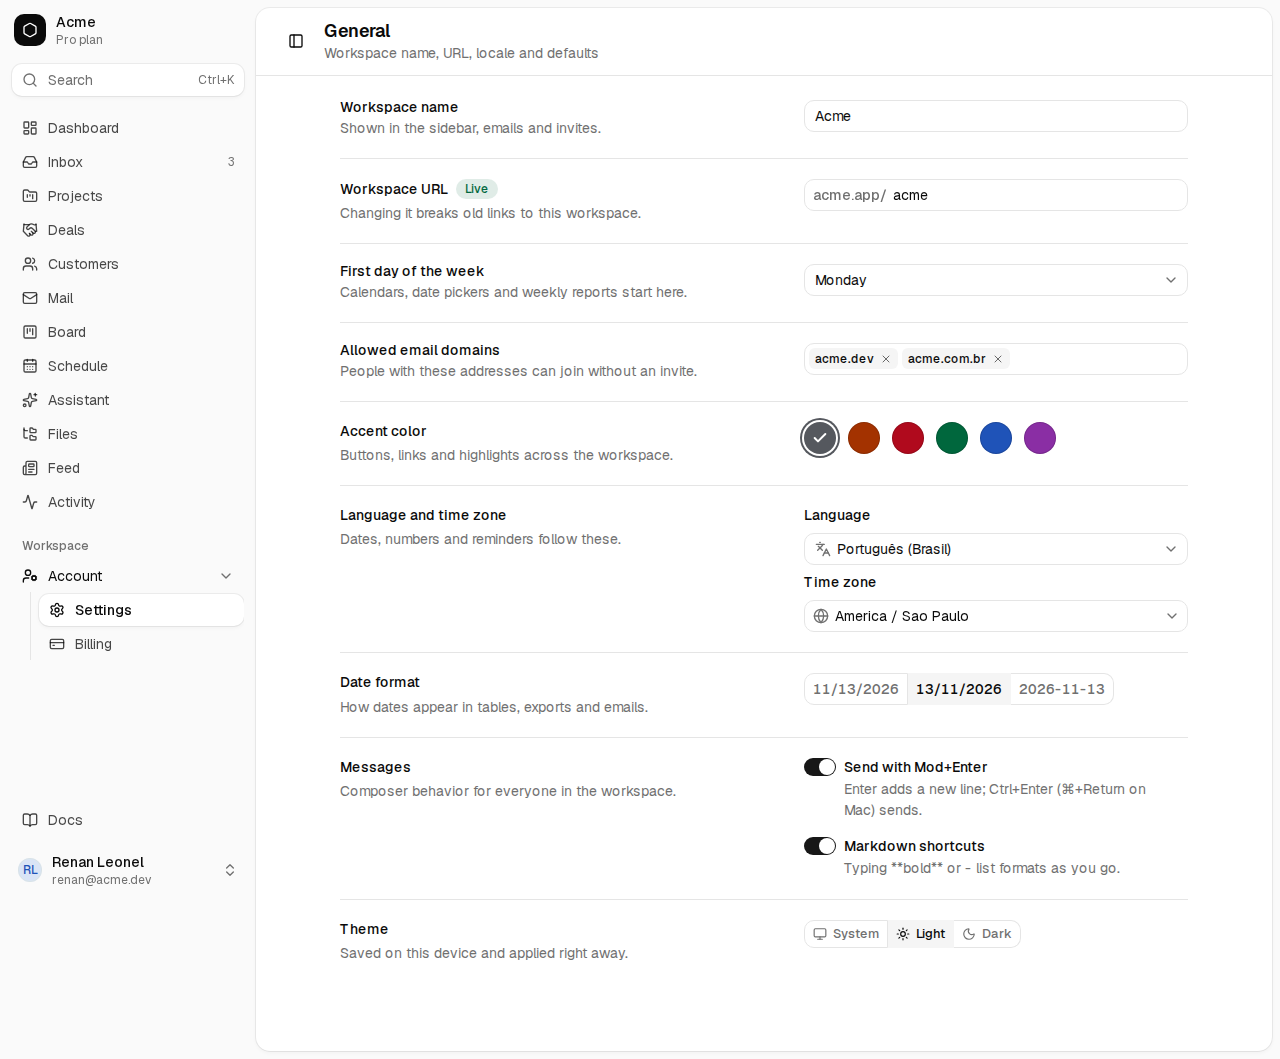 Acme
Pro plan
Search Ctrl+K
Dashboard
Inbox 3
Projects
Deals
Customers
Mail
Board
Schedule
Assistant
Files
Feed
Activity
Workspace
Account
Settings
Billing
Docs
RL
Renan Leonel
renan@acme.dev
General
Workspace name, URL, locale and defaults
Workspace name
Shown in the sidebar, emails and invites.
Acme
Workspace URL Live
Changing it breaks old links to this workspace.
acme.app/ acme
First day of the week
Calendars, date pickers and weekly reports start here.
Monday
Allowed email domains
People with these addresses can join without an invite.
acme.dev acme.com.br
Accent color
Buttons, links and highlights across the workspace.
Language and time zone
Dates, numbers and reminders follow these.
Language
Português (Brasil)
Time zone
America / Sao Paulo
Date format
How dates appear in tables, exports and emails.
11/13/2026 13/11/2026 2026-11-13
Messages
Composer behavior for everyone in the workspace.
Send with Mod+Enter
Enter adds a new line; Ctrl+Enter (⌘+Return on
Mac) sends.
Markdown shortcuts
Typing **bold** or - list formats as you go.
Theme
Saved on this device and applied right away.
System Light Dark